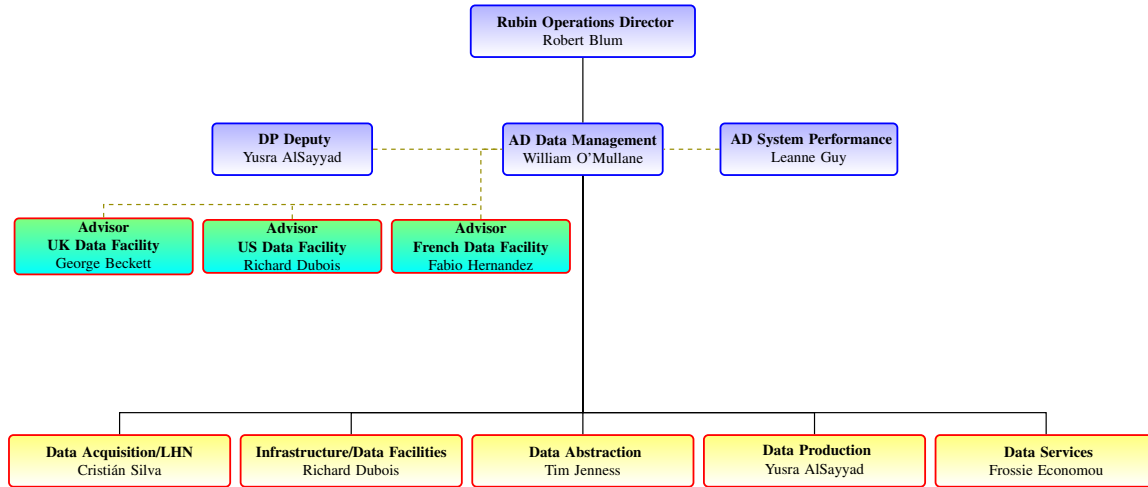 Rubin Operations Director
Robert Blum
DP Deputy
Yusra AlSayyad
AD Data Management
William O'Mullane
AD System Performance
Leanne Guy
Advisor
UK Data Facility
George Beckett
Advisor
US Data Facility
Richard Dubois
Advisor
French Data Facility
Fabio Hernandez
Data Acquisition/LHN
Cristián Silva
Infrastructure/Data Facilities
Richard Dubois
Data Abstraction
Tim Jenness
Data Production
Yusra AlSayyad
Data Services
Frossie Economou